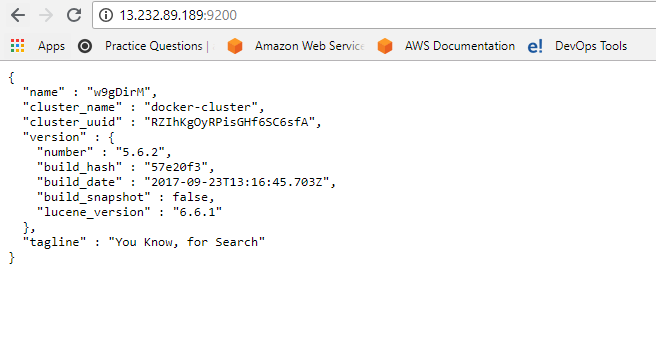 13.232.89.189:9200
Practice Questions | Amazon Web Service AWS Documentation e! DevOps Tools
{
"name" : "w9gDirM",
"cluster_name" : "docker-cluster",
"cluster_uuid" : "RZIhKgOyRPisGHf6SC6sfA",
"version" : {
"number" : "5.6.2",
"build_hash" : "57e20f3",
"build_date" : "2017-09-23T13:16:45.703Z",
"build_snapshot" : false,
"lucene_version" : "6.6.1"
},
"tagline" : "You Know, for Search"
}